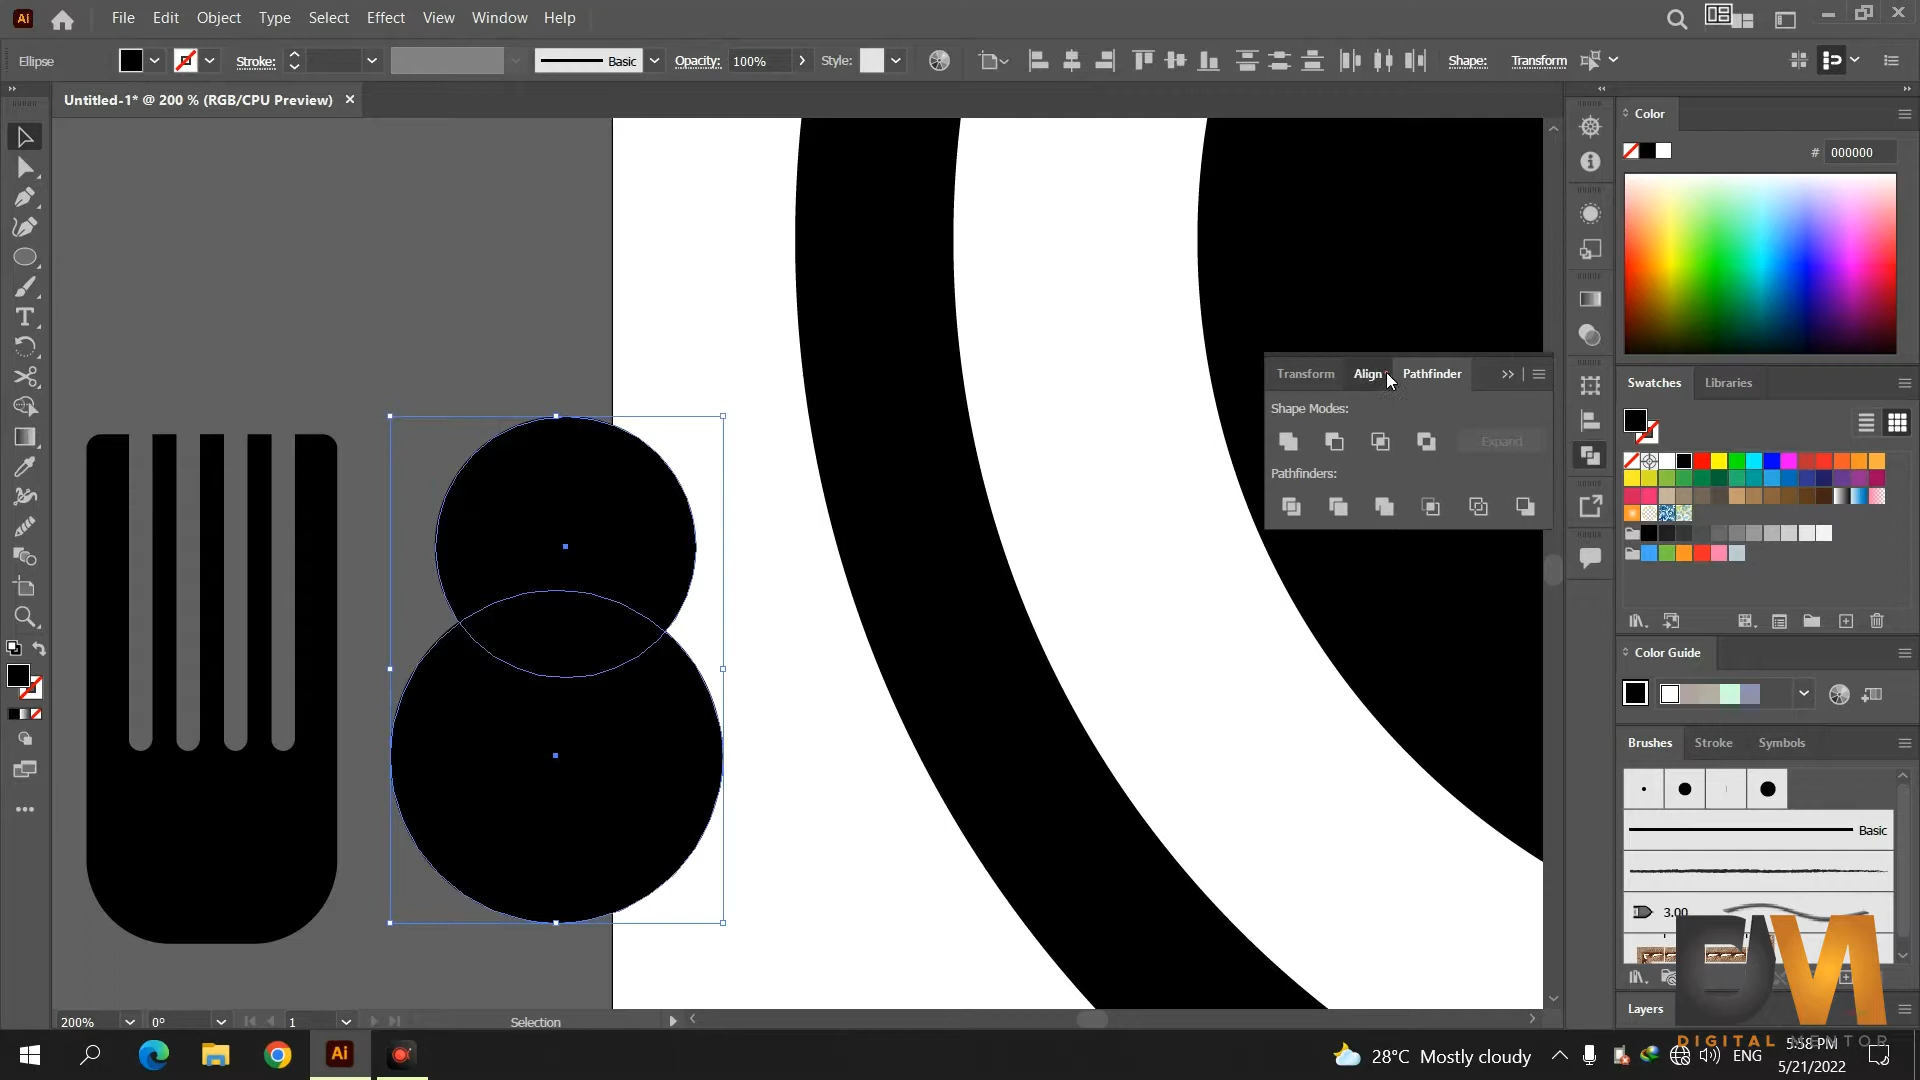 Ai File Edit Object Type Select Effect View Window Help
Ellipse Stroke: Basic Opacity: 100% Style: Shape: Transform
Untitled-1* @ 200 % (RGB/CPU Preview) ×
Color
# 000000
Transform Align Pathfinder
Shape Modes:
Expand
Pathfinders:
Swatches Libraries
Color Guide
Brushes Stroke Symbols
Basic
3.00
Layers
200% 0° 1 Selection
DIGITAL MENTOR
Ai 28°C Mostly cloudy ENG 5:58 PM
5/21/2022